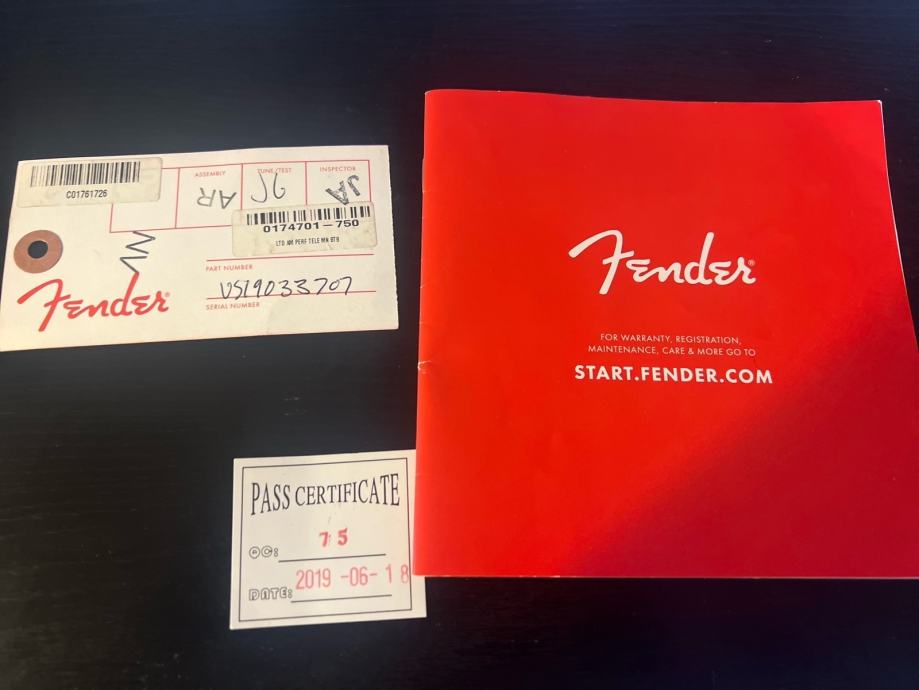 C01761726
ASSEMBLY
AR
TUNE/TEST
JG
INSPECTOR
JA
0174701-750
LTD AM PERF TELE MN BTB
PART NUMBER
US19033707
SERIAL NUMBER
Fender®
Fender®
FOR WARRANTY, REGISTRATION,
MAINTENANCE, CARE & MORE GO TO
START.FENDER.COM
PASS CERTIFICATE
QC: 75
DATE: 2019-06-18